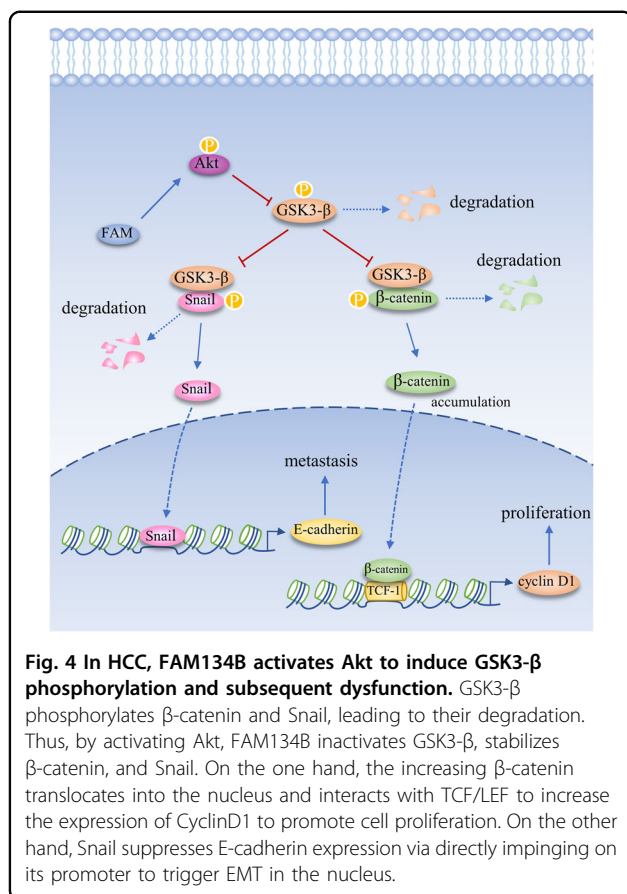 P
Akt
P
GSK3-β
degradation
FAM
GSK3-β
Snail
P
degradation
GSK3-β
P
β-catenin
degradation
Snail
β-catenin
accumulation
metastasis
E-cadherin
Snail
proliferation
β-catenin
TCF-1
cyclin D1
Fig. 4 In HCC, FAM134B activates Akt to induce GSK3-β
phosphorylation and subsequent dysfunction. GSK3-β
phosphorylates β-catenin and Snail, leading to their degradation.
Thus, by activating Akt, FAM134B inactivates GSK3-β, stabilizes
β-catenin, and Snail. On the one hand, the increasing β-catenin
translocates into the nucleus and interacts with TCF/LEF to increase
the expression of CyclinD1 to promote cell proliferation. On the other
hand, Snail suppresses E-cadherin expression via directly impinging on
its promoter to trigger EMT in the nucleus.